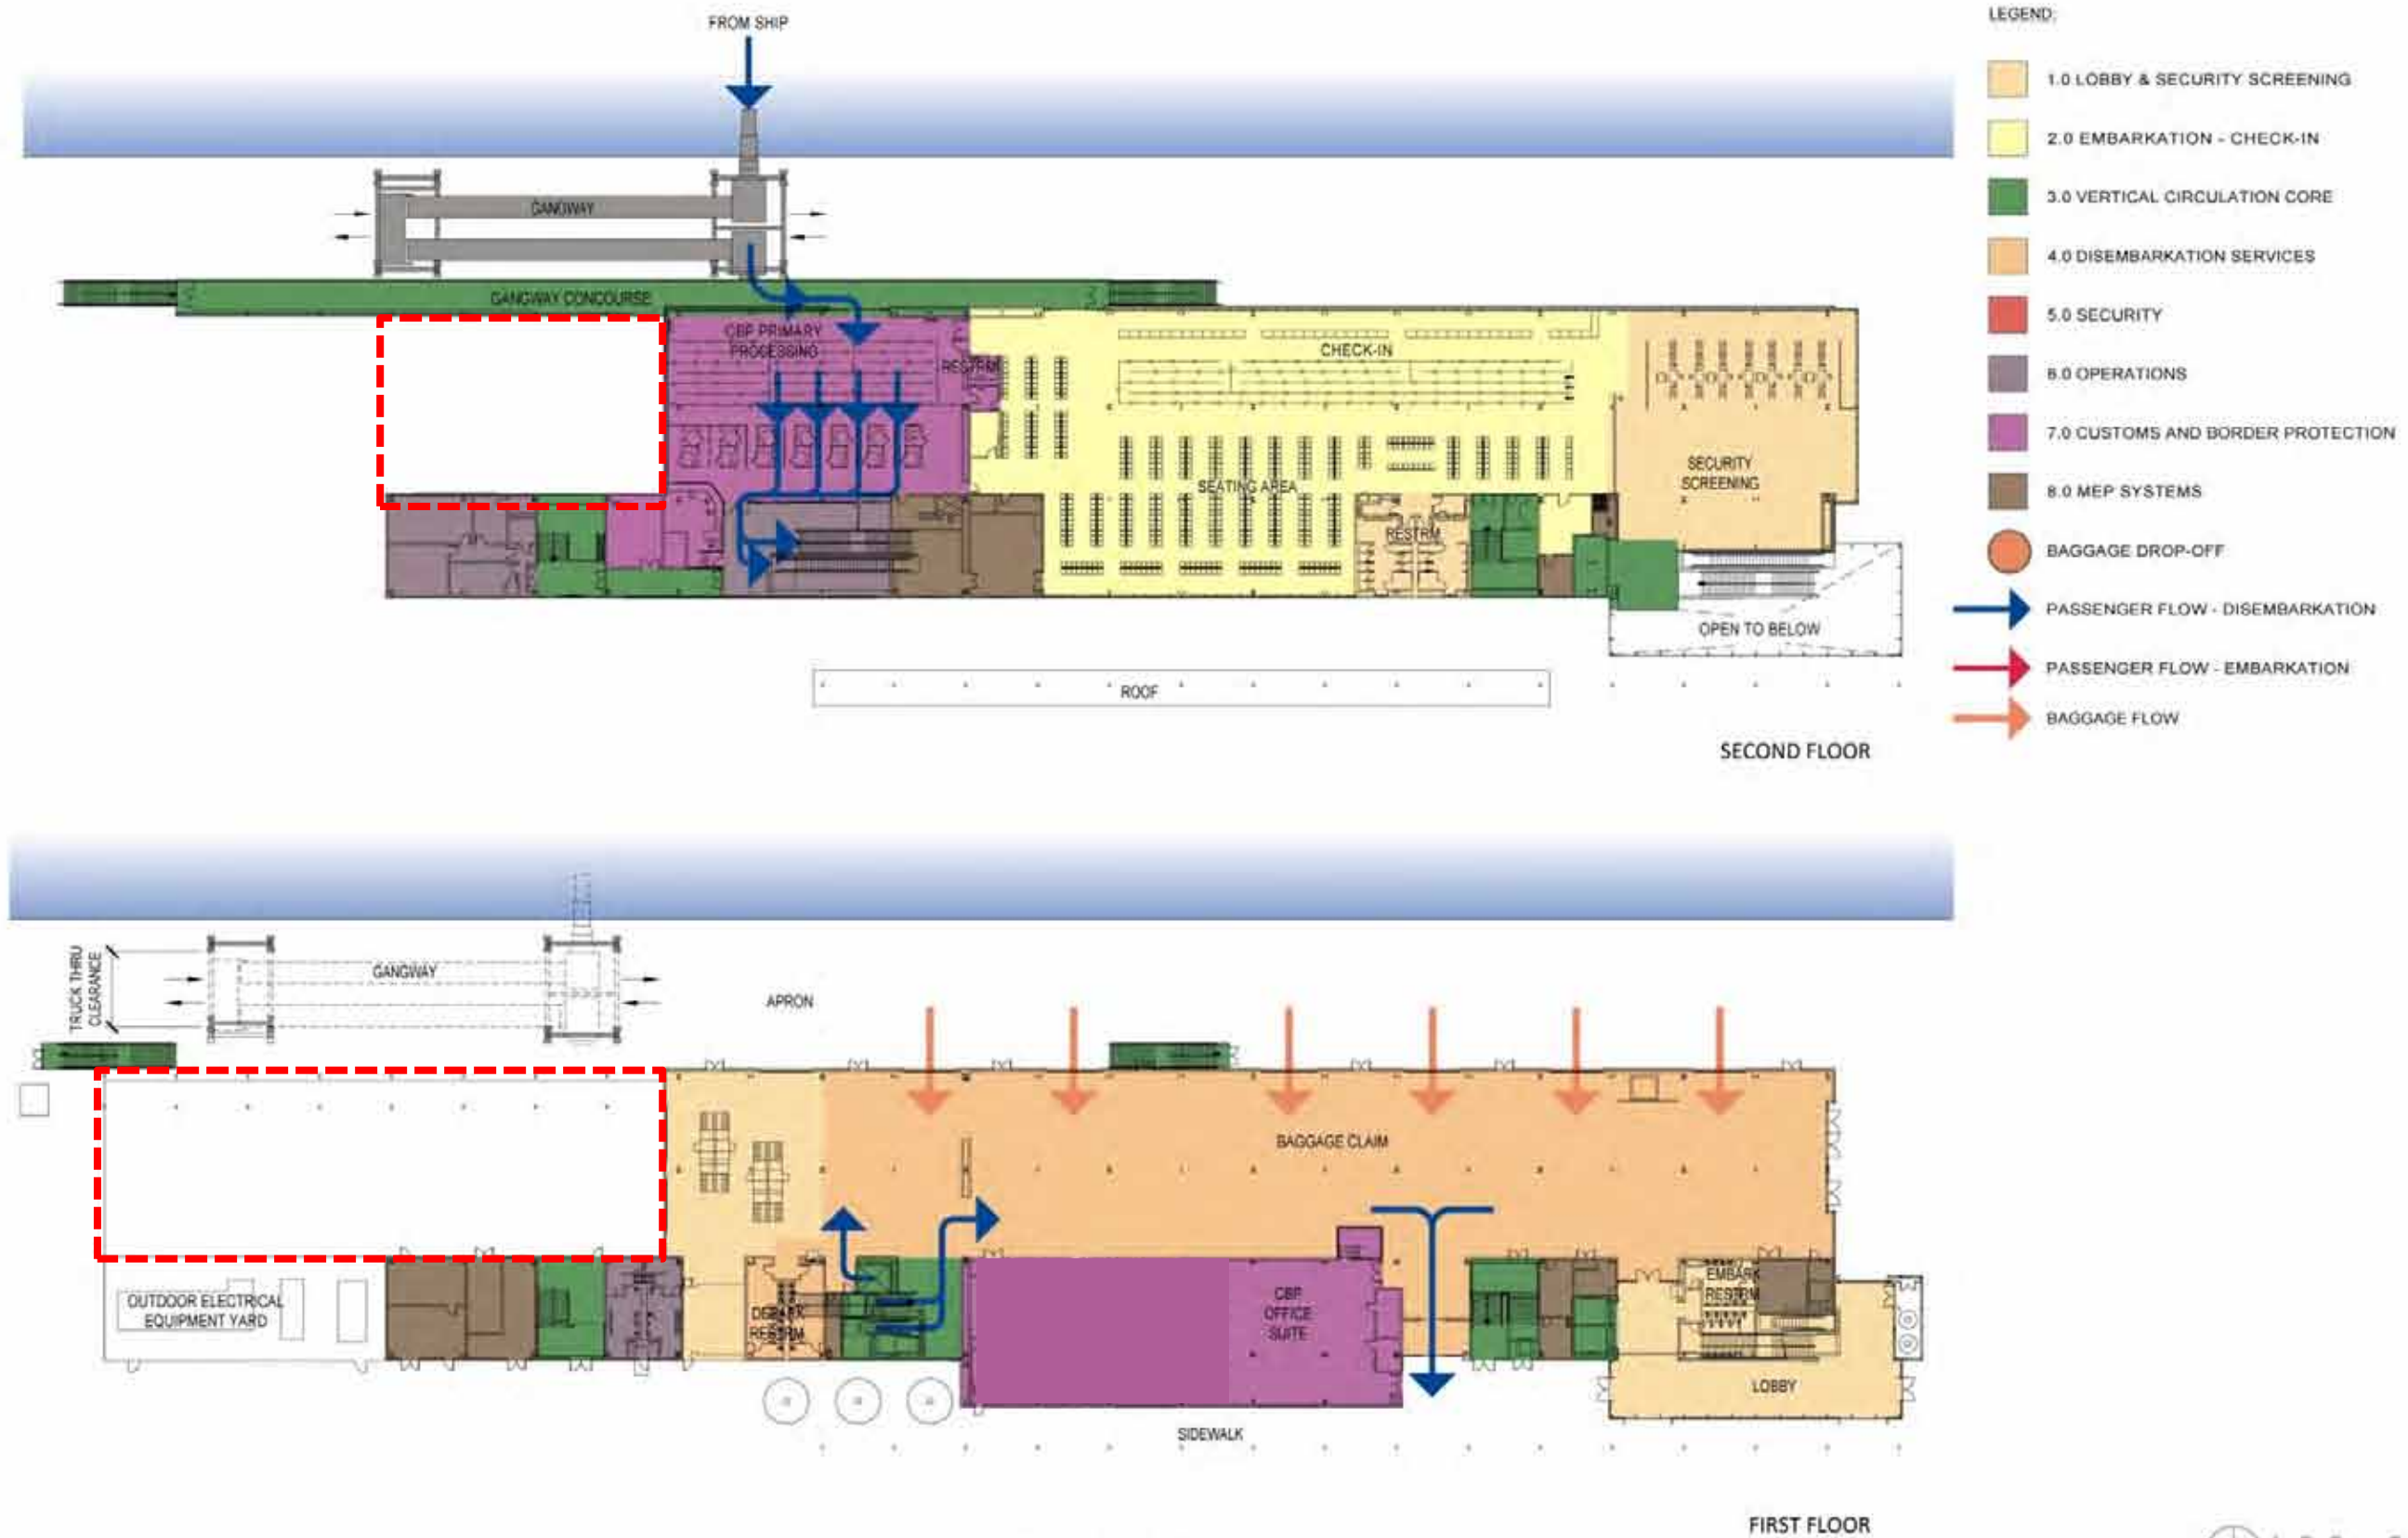 FROM SHIP
GANGWAY
GANGWAY CONCOURSE
CBP PRIMARY
PROCESSING
RESTRM
CHECK-IN
SEATING AREA
RESTRM
SECURITY
SCREENING
OPEN TO BELOW
ROOF
SECOND FLOOR
LEGEND:
1.0 LOBBY & SECURITY SCREENING
2.0 EMBARKATION - CHECK-IN
3.0 VERTICAL CIRCULATION CORE
4.0 DISEMBARKATION SERVICES
5.0 SECURITY
6.0 OPERATIONS
7.0 CUSTOMS AND BORDER PROTECTION
8.0 MEP SYSTEMS
BAGGAGE DROP-OFF
PASSENGER FLOW - DISEMBARKATION
PASSENGER FLOW - EMBARKATION
BAGGAGE FLOW
TRUCK THRU
CLEARANCE
GANGWAY
APRON
BAGGAGE CLAIM
OUTDOOR ELECTRICAL
EQUIPMENT YARD
DEBARK
RESTRM
CBP
OFFICE
SUITE
EMBARK
RESTRM
LOBBY
SIDEWALK
FIRST FLOOR